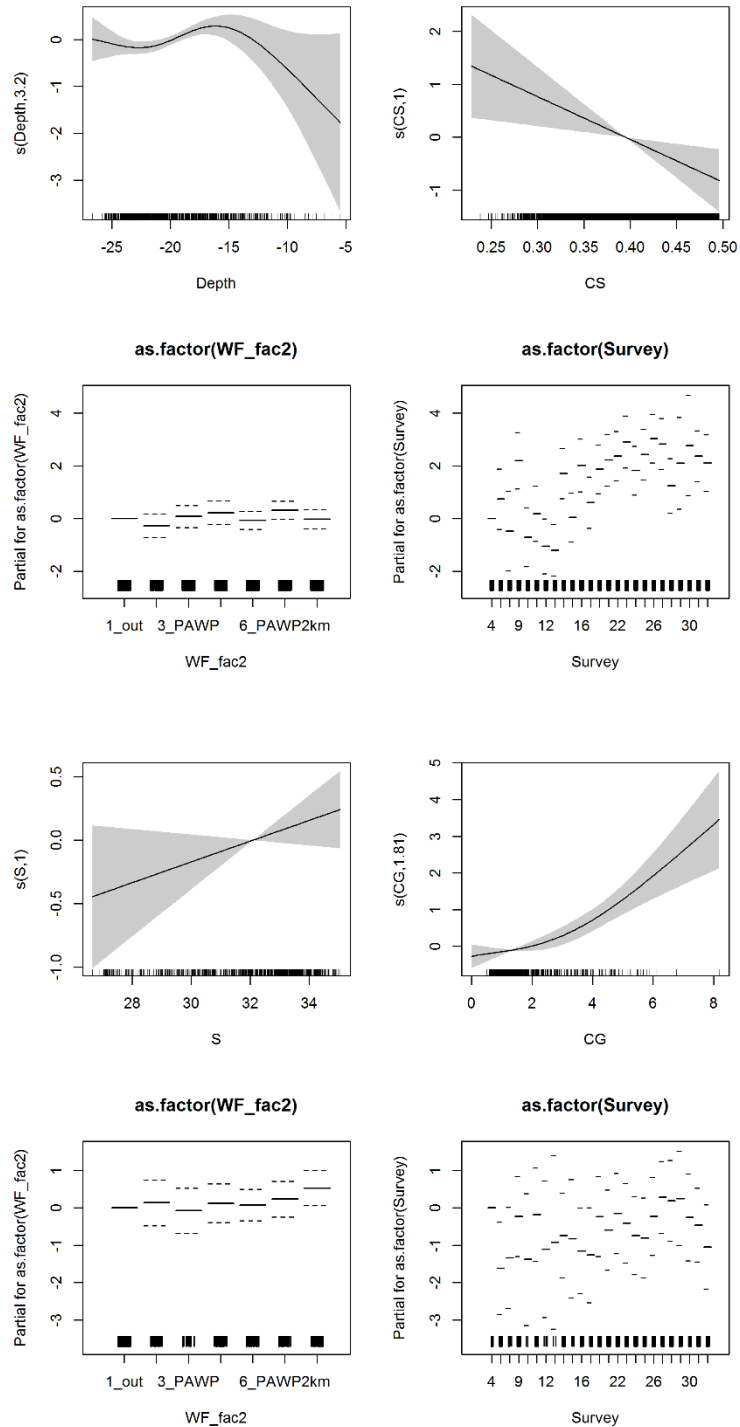 s(Depth,3.2)
0
-1
-2
-3
-25 -20 -15 -10 -5
Depth
s(CS,1)
2
1
0
-1
0.25 0.30 0.35 0.40 0.45 0.50
CS
as.factor(WF_fac2)
Partial for as.factor(WF_fac2)
4
2
0
-2
1_out 3_PAWP 6_PAWP2km
WF_fac2
as.factor(Survey)
Partial for as.factor(Survey)
4
2
0
-2
4 9 12 16 22 26 30
Survey
s(S,1)
0.5
0.0
-0.5
-1.0
28 30 32 34
S
s(CG,1.81)
5
4
3
2
1
0
0 2 4 6 8
CG
as.factor(WF_fac2)
Partial for as.factor(WF_fac2)
1
0
-1
-2
-3
1_out 3_PAWP 6_PAWP2km
WF_fac2
as.factor(Survey)
Partial for as.factor(Survey)
1
0
-1
-2
-3
4 9 12 16 22 26 30
Survey